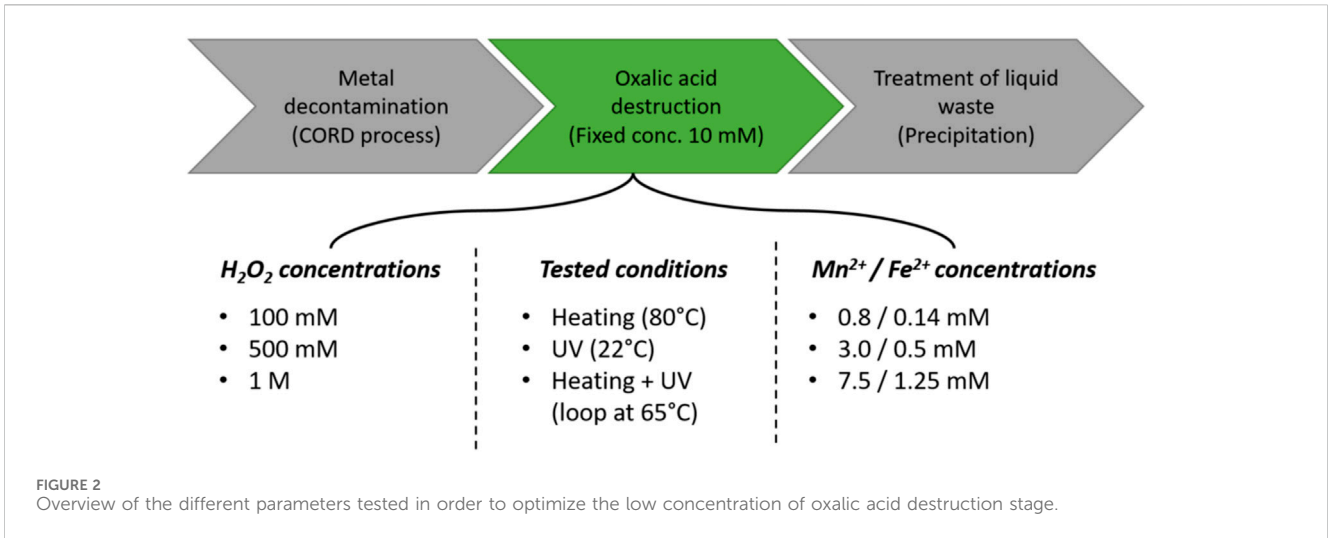 Metal
decontamination
(CORD process)
Oxalic acid
destruction
(Fixed conc. 10 mM)
Treatment of liquid
waste
(Precipitation)
H₂O₂ concentrations
• 100 mM
• 500 mM
• 1 M
Tested conditions
• Heating (80°C)
• UV (22°C)
• Heating + UV
(loop at 65°C)
Mn²⁺ / Fe²⁺ concentrations
• 0.8 / 0.14 mM
• 3.0 / 0.5 mM
• 7.5 / 1.25 mM
FIGURE 2
Overview of the different parameters tested in order to optimize the low concentration of oxalic acid destruction stage.